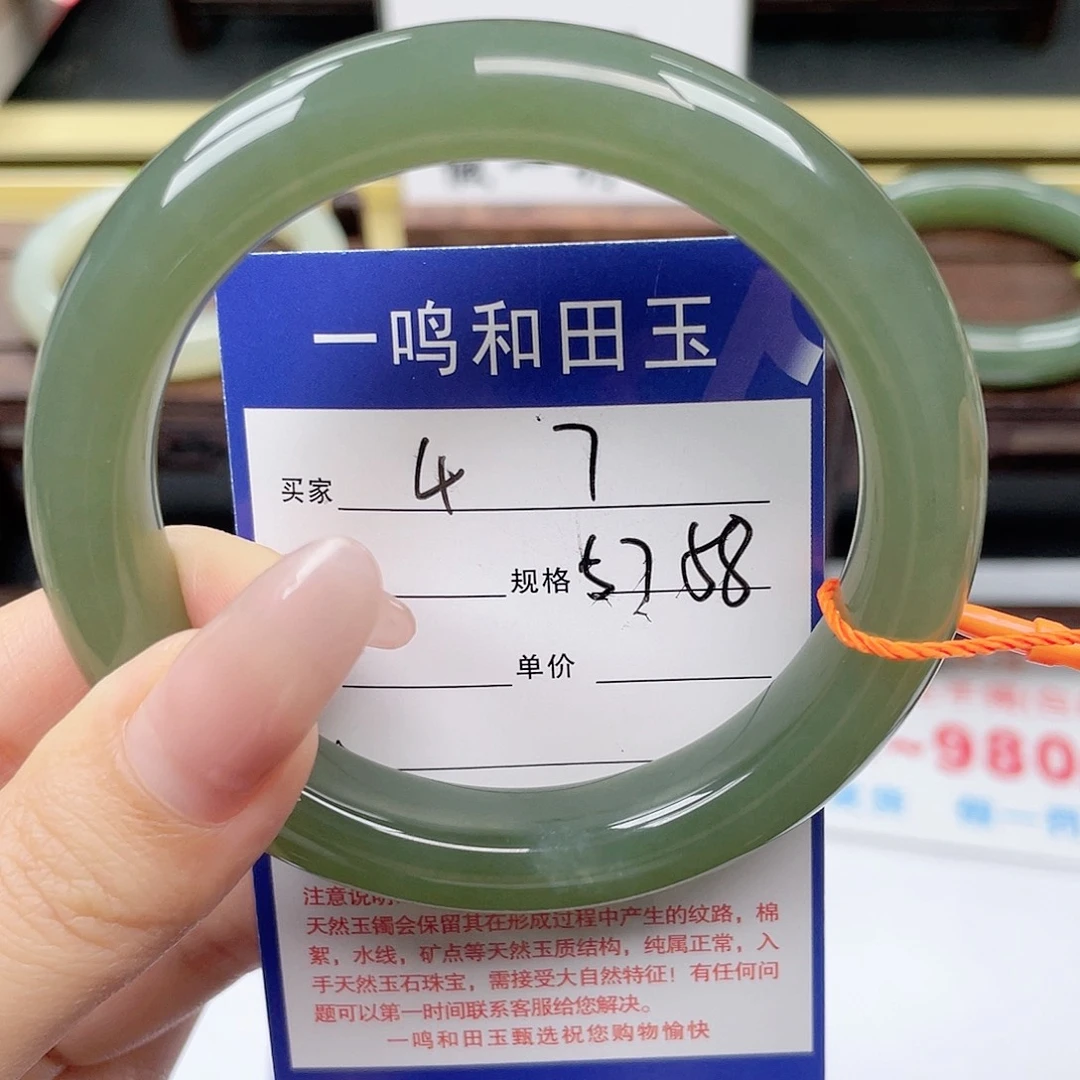 一鸣和田玉
买家 4 7
规格 57 58
单价
~980
注意说明
天然玉镯会保留其在形成过程中产生的纹路，棉
絮，水线，矿点等天然玉质结构，纯属正常，入
手天然玉石珠宝，需接受大自然特征！有任何问
题可以第一时间联系客服给您解决。
一鸣和田玉甄选祝您购物愉快